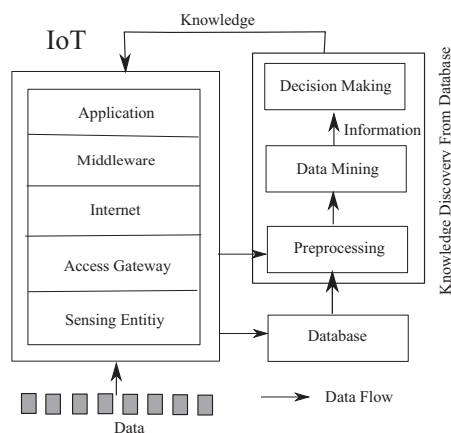 Knowledge
IoT
Application
Middleware
Internet
Access Gateway
Sensing Entitiy
Data
Decision Making
Information
Data Mining
Preprocessing
Database
Knowledge Discovery From Database
Data Flow